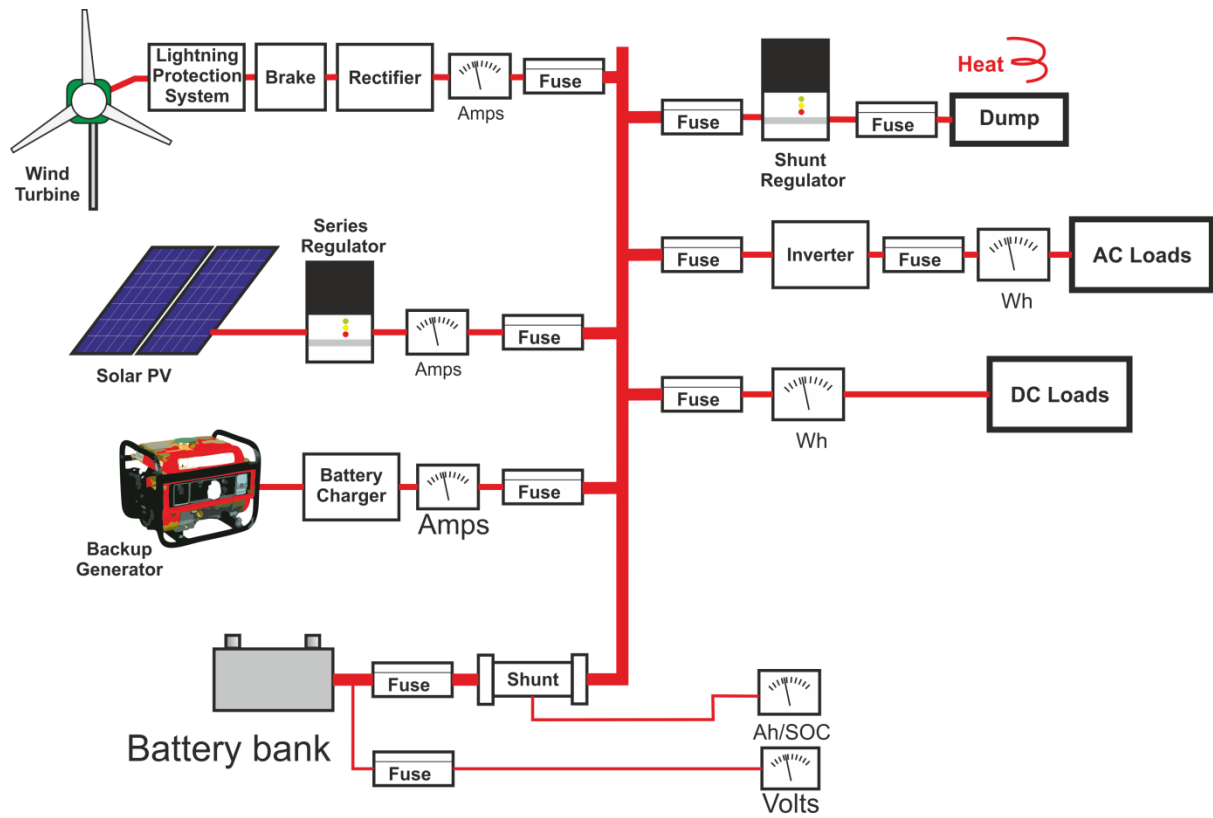 Lightning
Protection
System
Brake
Rectifier
Amps
Fuse
Wind
Turbine
Fuse
Shunt
Regulator
Fuse
Heat
Dump
Series
Regulator
Solar PV
Amps
Fuse
Fuse
Inverter
Fuse
Wh
AC Loads
Fuse
Wh
DC Loads
Backup
Generator
Battery
Charger
Amps
Fuse
Battery bank
Fuse
Shunt
Ah/SOC
Fuse
Volts